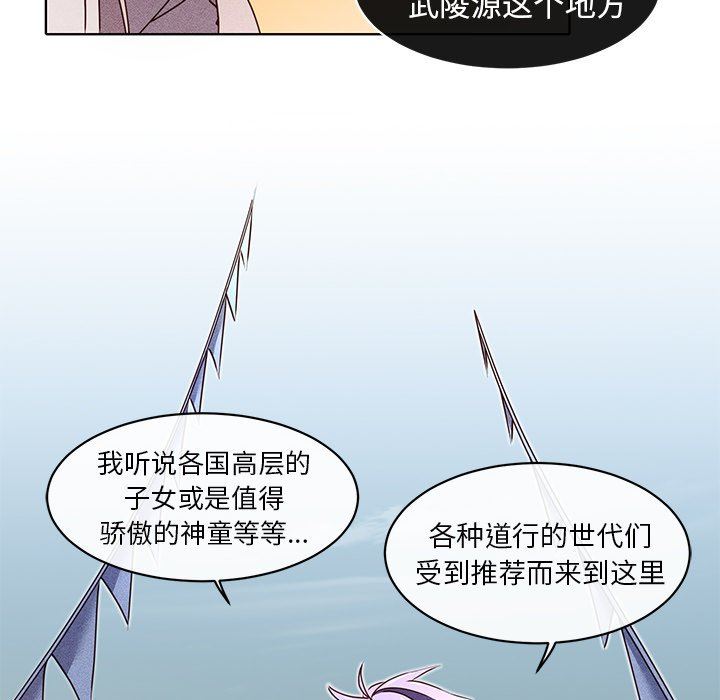 武陵源这个地方
我听说各国高层的
子女或是值得
骄傲的神童等等...
各种道行的世代们
受到推荐而来到这里